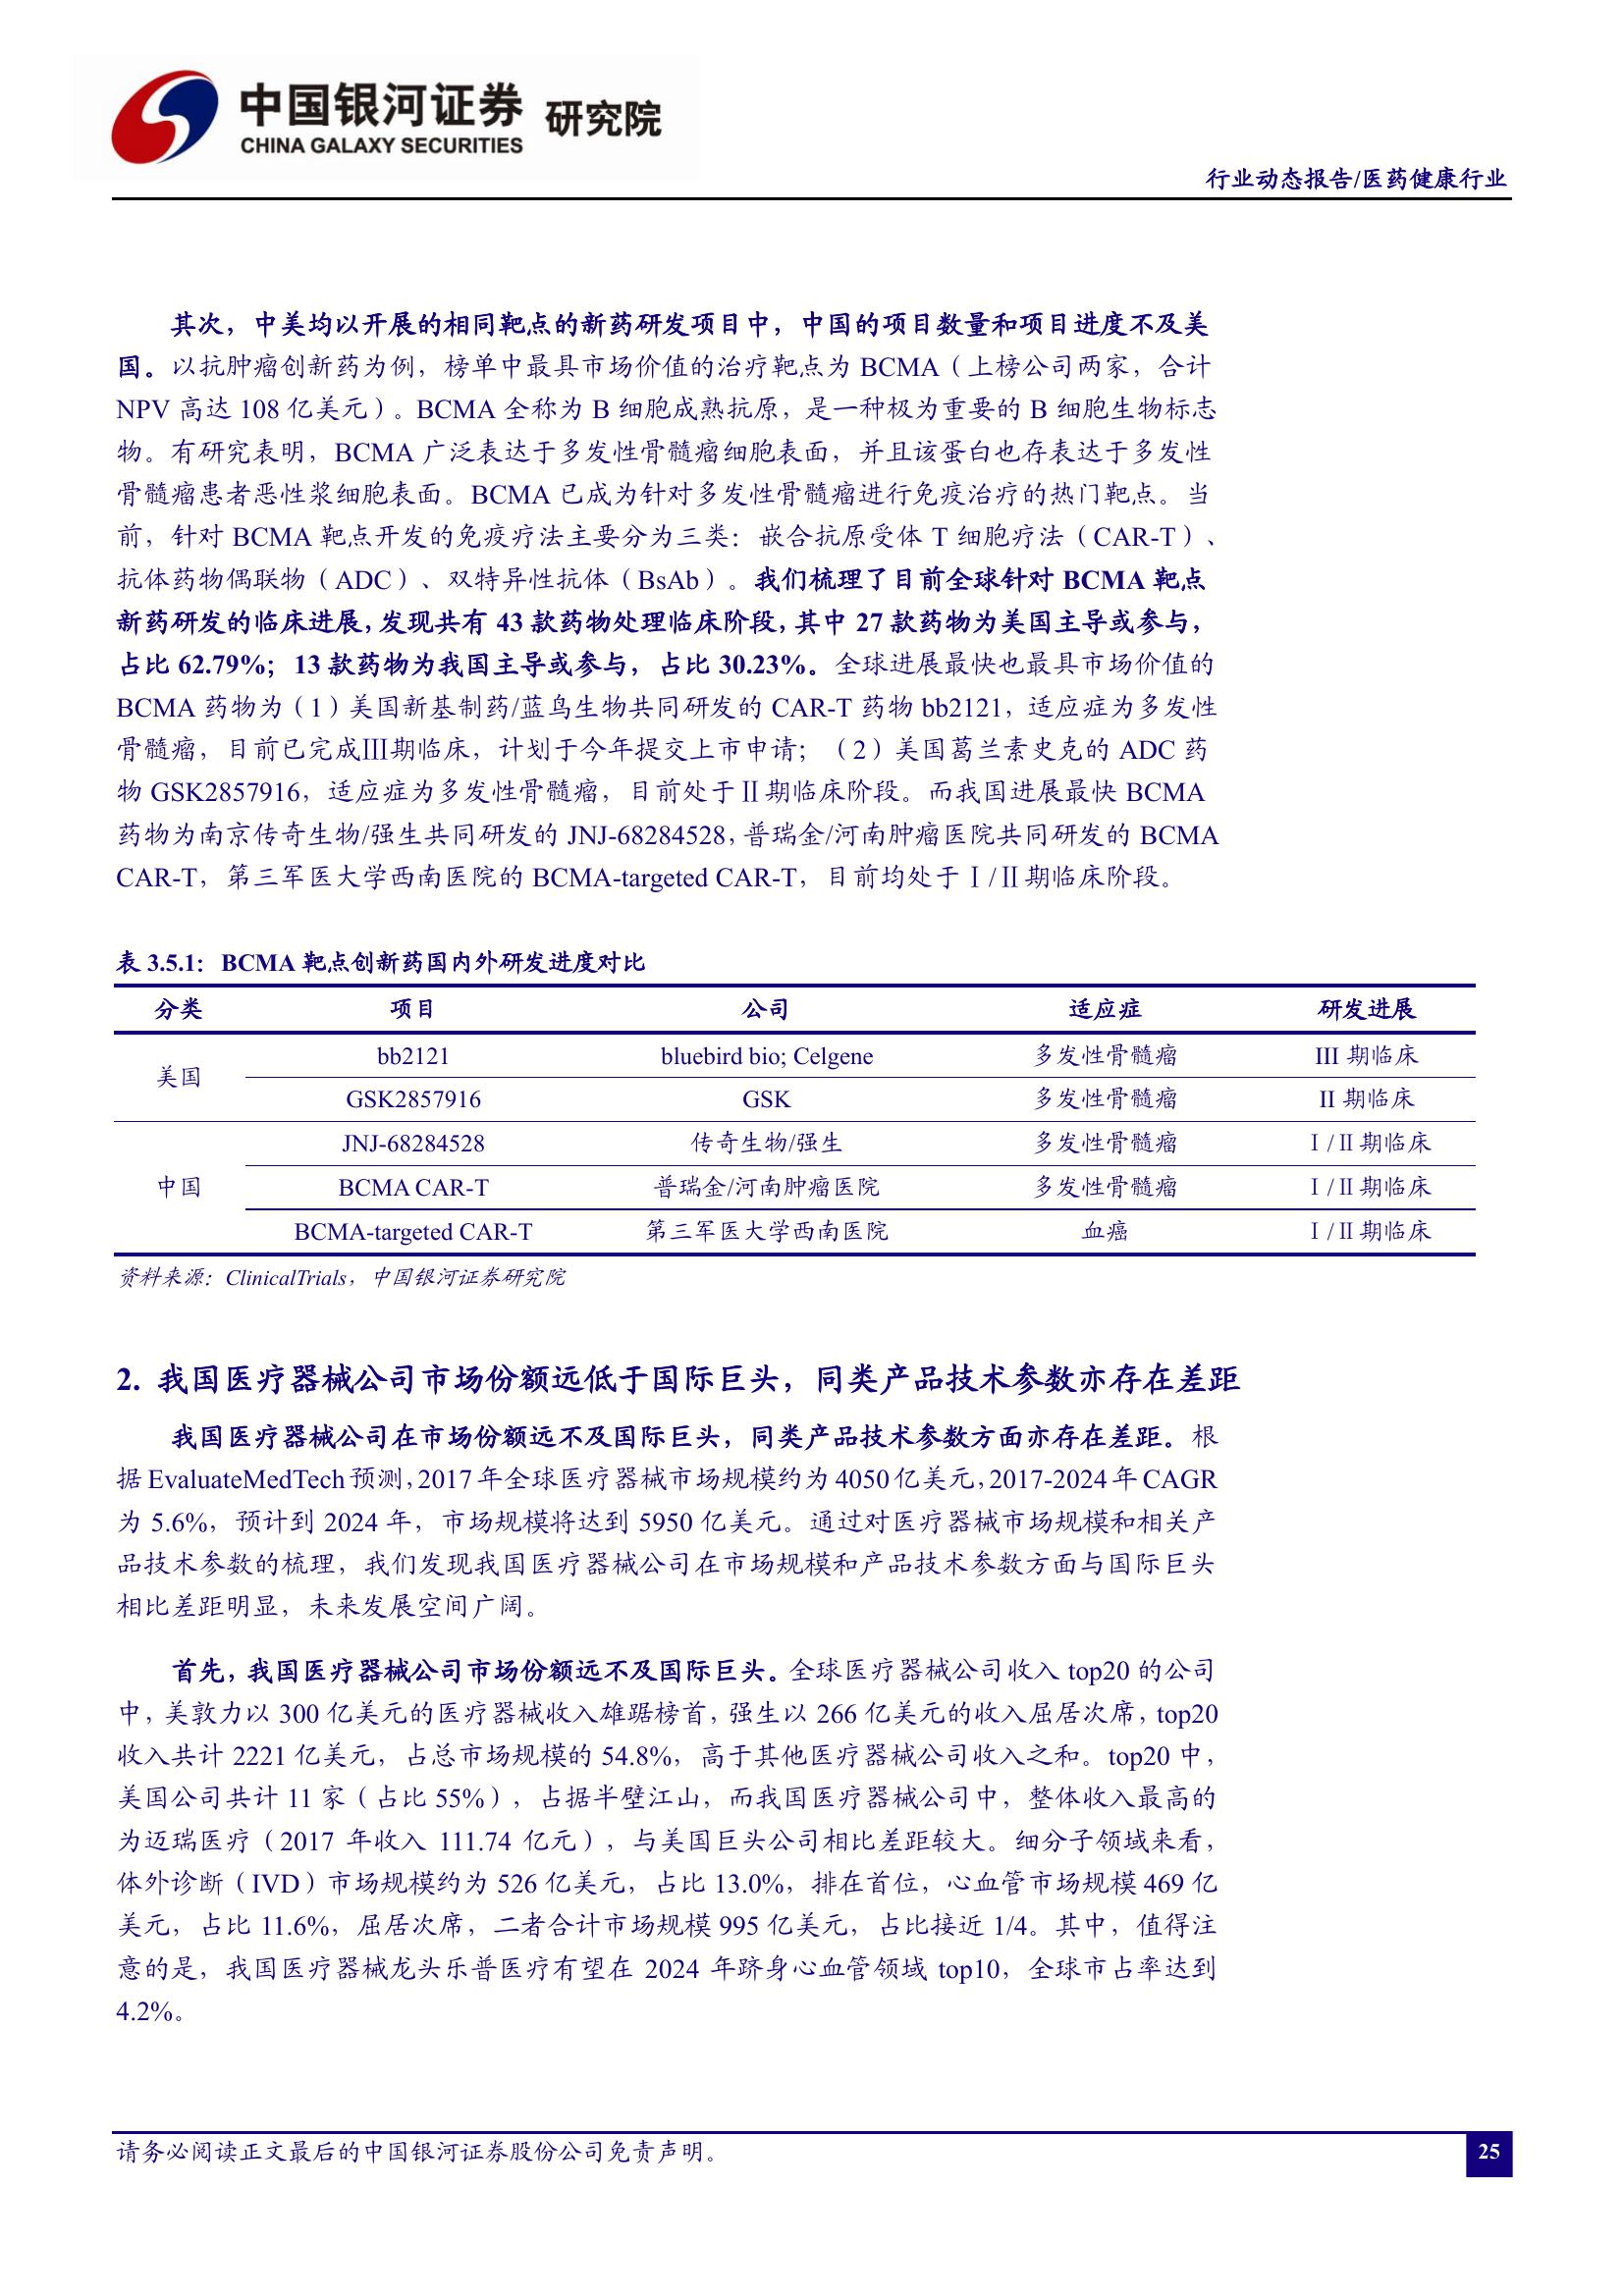 中国银河证券 研究院
CHINA GALAXY SECURITIES
行业动态报告/医药健康行业
其次，中美均以开展的相同靶点的新药研发项目中，中国的项目数量和项目进度不及美
国。以抗肿瘤创新药为例，榜单中最具市场价值的治疗靶点为 BCMA（上榜公司两家，合计
NPV 高达 108 亿美元）。BCMA 全称为 B 细胞成熟抗原，是一种极为重要的 B 细胞生物标志
物。有研究表明，BCMA 广泛表达于多发性骨髓瘤细胞表面，并且该蛋白也存表达于多发性
骨髓瘤患者恶性浆细胞表面。BCMA 已成为针对多发性骨髓瘤进行免疫治疗的热门靶点。当
前，针对 BCMA 靶点开发的免疫疗法主要分为三类：嵌合抗原受体 T 细胞疗法（CAR-T）、
抗体药物偶联物（ADC）、双特异性抗体（BsAb）。我们梳理了目前全球针对 BCMA 靶点
新药研发的临床进展，发现共有 43 款药物处理临床阶段，其中 27 款药物为美国主导或参与，
占比 62.79%；13 款药物为我国主导或参与，占比 30.23%。全球进展最快也最具市场价值的
BCMA 药物为（1）美国新基制药/蓝鸟生物共同研发的 CAR-T 药物 bb2121，适应症为多发性
骨髓瘤，目前已完成Ⅲ期临床，计划于今年提交上市申请；（2）美国葛兰素史克的 ADC 药
物 GSK2857916，适应症为多发性骨髓瘤，目前处于Ⅱ期临床阶段。而我国进展最快 BCMA
药物为南京传奇生物/强生共同研发的 JNJ-68284528，普瑞金/河南肿瘤医院共同研发的 BCMA
CAR-T，第三军医大学西南医院的 BCMA-targeted CAR-T，目前均处于Ⅰ/Ⅱ期临床阶段。
表 3.5.1：BCMA 靶点创新药国内外研发进度对比
分类 项目 公司 适应症 研发进展
美国 bb2121 bluebird bio; Celgene 多发性骨髓瘤 III 期临床
GSK2857916 GSK 多发性骨髓瘤 II 期临床
中国 JNJ-68284528 传奇生物/强生 多发性骨髓瘤 Ⅰ/Ⅱ期临床
BCMA CAR-T 普瑞金/河南肿瘤医院 多发性骨髓瘤 Ⅰ/Ⅱ期临床
BCMA-targeted CAR-T 第三军医大学西南医院 血癌 Ⅰ/Ⅱ期临床
资料来源：ClinicalTrials，中国银河证券研究院
2. 我国医疗器械公司市场份额远低于国际巨头，同类产品技术参数亦存在差距
我国医疗器械公司在市场份额远不及国际巨头，同类产品技术参数方面亦存在差距。根
据 EvaluateMedTech 预测，2017 年全球医疗器械市场规模约为 4050 亿美元，2017-2024 年 CAGR
为 5.6%，预计到 2024 年，市场规模将达到 5950 亿美元。通过对医疗器械市场规模和相关产
品技术参数的梳理，我们发现我国医疗器械公司在市场规模和产品技术参数方面与国际巨头
相比差距明显，未来发展空间广阔。
首先，我国医疗器械公司市场份额远不及国际巨头。全球医疗器械公司收入 top20 的公司
中，美敦力以 300 亿美元的医疗器械收入雄踞榜首，强生以 266 亿美元的收入屈居次席，top20
收入共计 2221 亿美元，占总市场规模的 54.8%，高于其他医疗器械公司收入之和。top20 中，
美国公司共计 11 家（占比 55%），占据半壁江山，而我国医疗器械公司中，整体收入最高的
为迈瑞医疗（2017 年收入 111.74 亿元），与美国巨头公司相比差距较大。细分子领域来看，
体外诊断（IVD）市场规模约为 526 亿美元，占比 13.0%，排在首位，心血管市场规模 469 亿
美元，占比 11.6%，屈居次席，二者合计市场规模 995 亿美元，占比接近 1/4。其中，值得注
意的是，我国医疗器械龙头乐普医疗有望在 2024 年跻身心血管领域 top10，全球市占率达到
4.2%。
请务必阅读正文最后的中国银河证券股份公司免责声明。
25